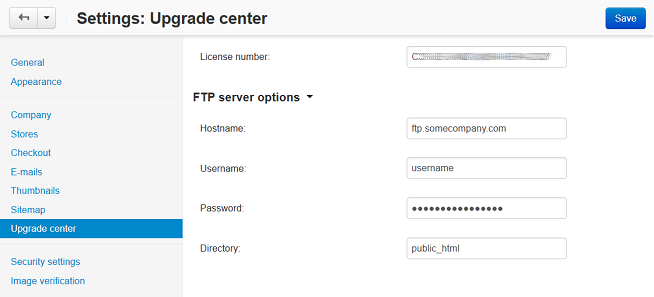 Settings: Upgrade center
Save
General
Appearance
Company
Stores
Checkout
E-mails
Thumbnails
Sitemap
Upgrade center
Security settings
Image verification
License number:
FTP server options
Hostname: ftp.somecompany.com
Username: username
Password: ••••••••••••••••
Directory: public_html